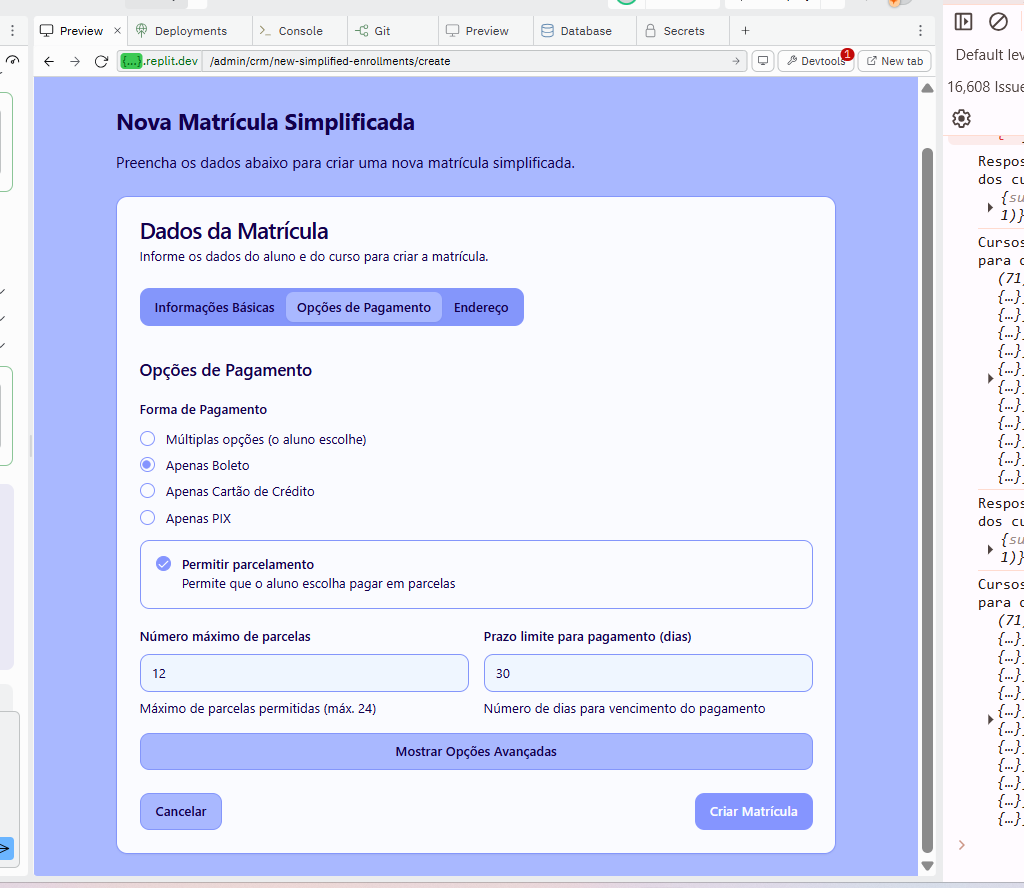 Preview
Deployments
Console
Git
Preview
Database
Secrets
{...}.replit.dev
/admin/crm/new-simplified-enrollments/create
Devtools
1
New tab
Default lev
16,608 Issue
Nova Matrícula Simplificada
Preencha os dados abaixo para criar uma nova matrícula simplificada.
Dados da Matrícula
Informe os dados do aluno e do curso para criar a matrícula.
Informações Básicas
Opções de Pagamento
Endereço
Opções de Pagamento
Forma de Pagamento
Múltiplas opções (o aluno escolhe)
Apenas Boleto
Apenas Cartão de Crédito
Apenas PIX
Permitir parcelamento
Permite que o aluno escolha pagar em parcelas
Número máximo de parcelas
Prazo limite para pagamento (dias)
12
30
Máximo de parcelas permitidas (máx. 24)
Número de dias para vencimento do pagamento
Mostrar Opções Avançadas
Cancelar
Criar Matrícula
Respos
dos cu
{su
1)}
Cursos
para c
(71)
{…},
{…},
{…},
{…},
{…},
{…},
{…},
{…},
{…},
{…},
{…},
Respos
dos cu
{su
1)}
Cursos
para c
(71)
{…},
{…},
{…},
{…},
{…},
{…},
{…},
{…},
{…},
{…},
{…},